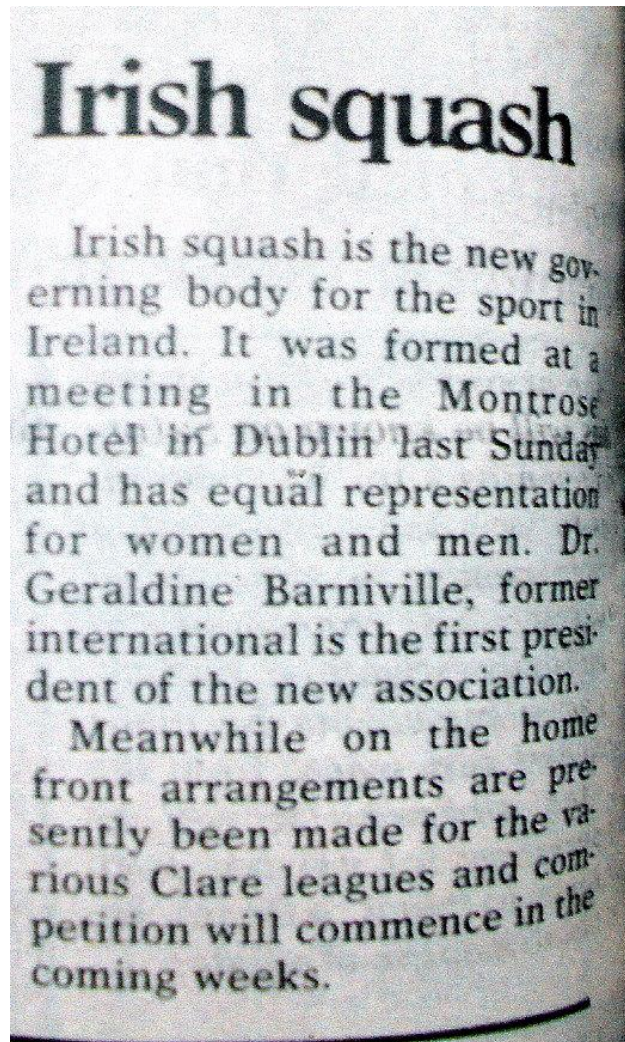 Irish squash
Irish squash is the new gov-
erning body for the sport in
Ireland. It was formed at a
meeting in the Montrose
Hotel in Dublin last Sunday
and has equal representation
for women and men. Dr.
Geraldine Barniville, former
international is the first presi-
dent of the new association.
Meanwhile on the home
front arrangements are pre-
sently been made for the va-
rious Clare leagues and com-
petition will commence in the
coming weeks.